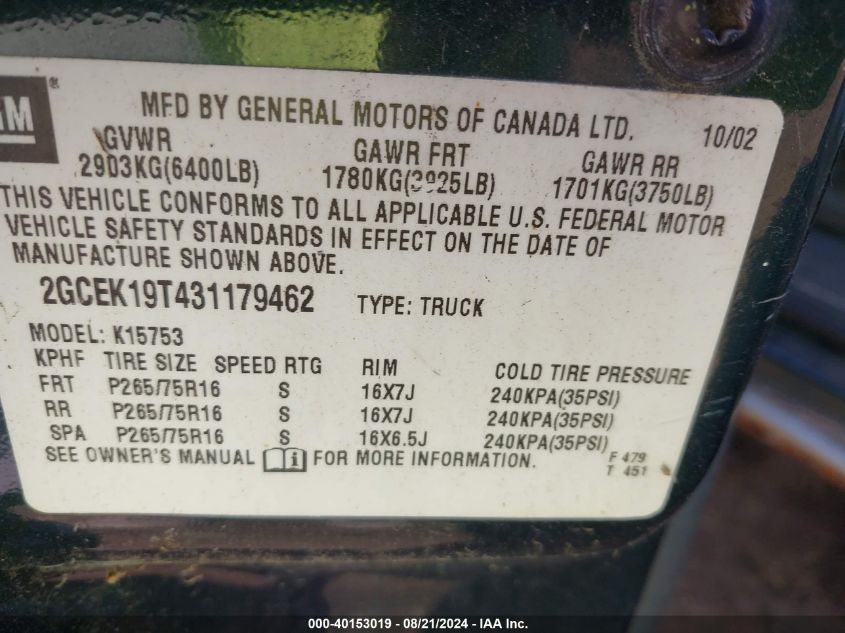 GM ®
MFD BY GENERAL MOTORS OF CANADA LTD. 10/02
GVWR GAWR FRT GAWR RR
2903KG(6400LB) 1780KG(3925LB) 1701KG(3750LB)
THIS VEHICLE CONFORMS TO ALL APPLICABLE U.S. FEDERAL MOTOR
VEHICLE SAFETY STANDARDS IN EFFECT ON THE DATE OF
MANUFACTURE SHOWN ABOVE.
2GCEK19T431179462 TYPE: TRUCK
MODEL: K15753
KPHF TIRE SIZE SPEED RTG RIM COLD TIRE PRESSURE
FRT P265/75R16 S 16X7J 240KPA(35PSI)
RR P265/75R16 S 16X7J 240KPA(35PSI)
SPA P265/75R16 S 16X6.5J 240KPA(35PSI)
SEE OWNER'S MANUAL FOR MORE INFORMATION. F 479
T 451
000-40153019 - 08/21/2024 - IAA Inc.